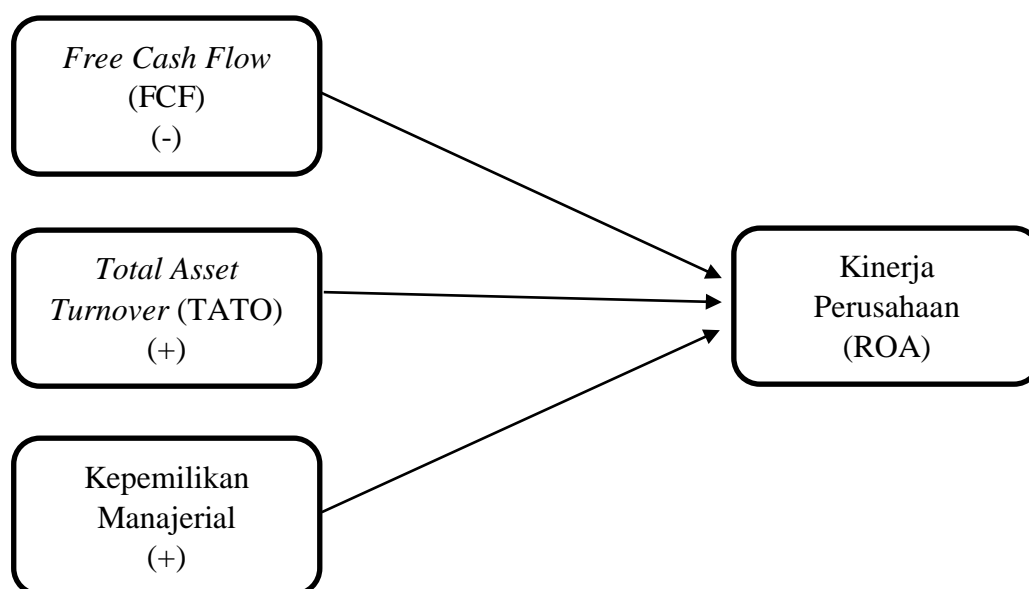 Free Cash Flow
(FCF)
(-)
Total Asset
Turnover (TATO)
(+)
Kepemilikan
Manajerial
(+)
Kinerja
Perusahaan
(ROA)